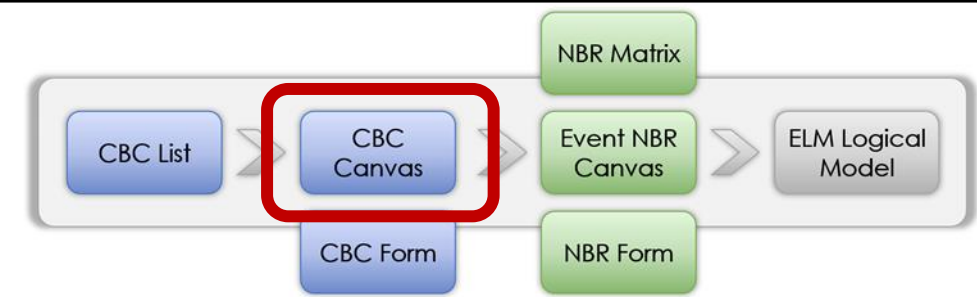 NBR Matrix
CBC List
CBC
Canvas
Event NBR
Canvas
ELM Logical
Model
CBC Form
NBR Form